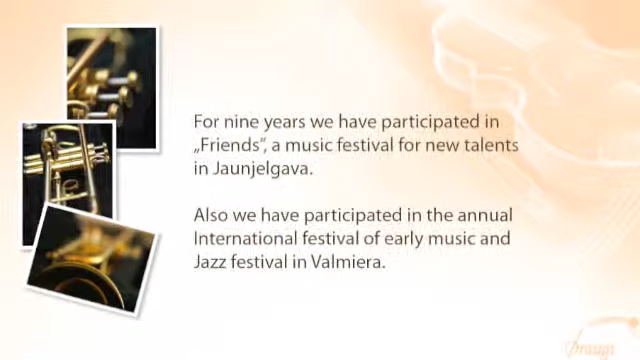 For nine years we have participated in
„Friends”, a music festival for new talents
in Jaunjelgava.
Also we have participated in the annual
International festival of early music and
Jazz festival in Valmiera.